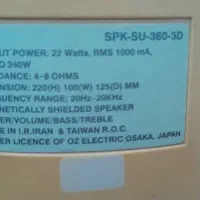 SPK-SU-360-3D
UT POWER: 22 Watts, RMS 1000 mA,
O 240W
DANCE: 4-8 OHMS
ENSION: 220(H) 100(W) 125(D) MM
QUENCY RANGE: 20Hz-20KHz
NETICALLY SHIELDED SPEAKER
ER/VOLUME/BASS/TREBLE
E IN I.R.IRAN & TAIWAN R.O.C.
ER LICENCE OF OZ ELECTRIC OSAKA, JAPAN